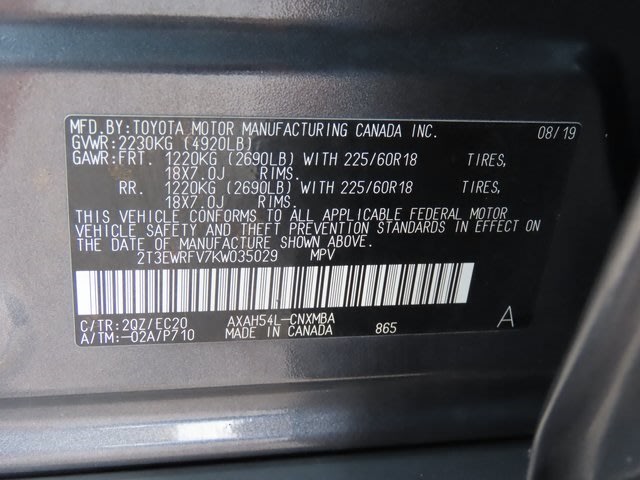 MFD.BY:TOYOTA MOTOR MANUFACTURING CANADA INC. 08/19
GVWR:2230KG (4920LB)
GAWR:FRT. 1220KG (2690LB) WITH 225/60R18 TIRES,
18X7.0J RIMS.
RR. 1220KG (2690LB) WITH 225/60R18 TIRES,
18X7.0J RIMS.
THIS VEHICLE CONFORMS TO ALL APPLICABLE FEDERAL MOTOR
VEHICLE SAFETY AND THEFT PREVENTION STANDARDS IN EFFECT ON
THE DATE OF MANUFACTURE SHOWN ABOVE.
2T3EWRFV7KW035029 MPV
C/TR:2QZ/EC20 AXAH54L-CNXMBA A
A/TM:-02A/P710 MADE IN CANADA 865